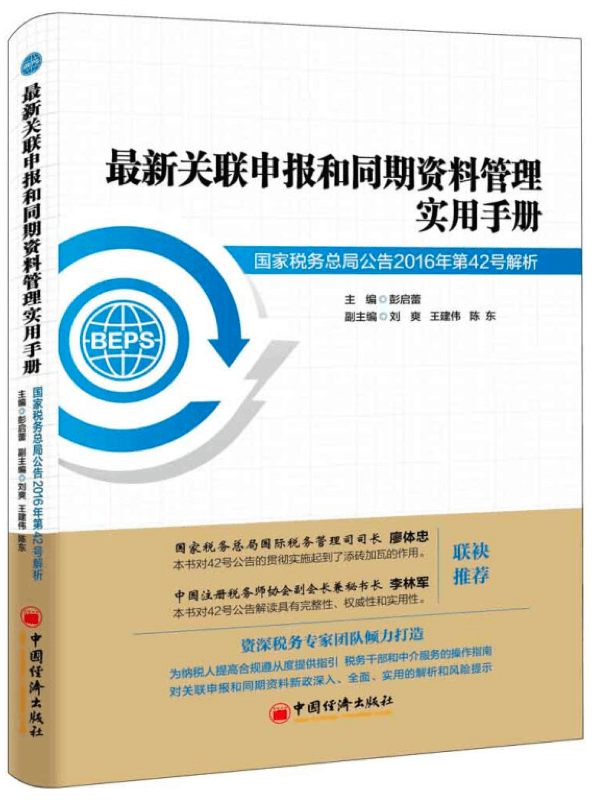 BEPS
最新关联申报和同期资料管理实用手册
国家税务总局公告2016年第42号解析
主编◎彭启蕾 副主编◎刘爽 王建伟 陈东
中国经济出版社
最新关联申报和同期资料管理
实用手册
国家税务总局公告2016年第42号解析
主 编◎彭启蕾
副主编◎刘 爽 王建伟 陈 东
BEPS
国家税务总局国际税务管理司司长 廖体忠
本书对42号公告的贯彻实施起到了添砖加瓦的作用。
中国注册税务师协会副会长兼秘书长 李林军
本书对42号公告解读具有完整性、权威性和实用性。
联袂
推荐
资深税务专家团队倾力打造
为纳税人提高合规遵从度提供指引 税务干部和中介服务的操作指南
对关联申报和同期资料新政深入、全面、实用的解析和风险提示
中国经济出版社